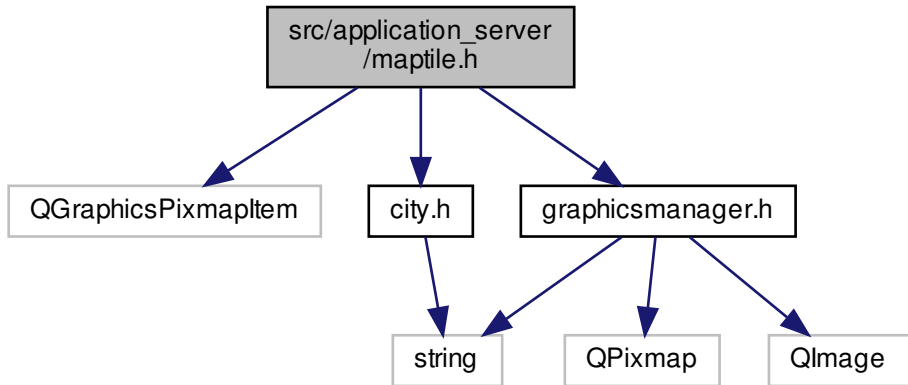 src/application_server
/maptile.h
QGraphicsPixmapItem
city.h
graphicsmanager.h
string
QPixmap
QImage